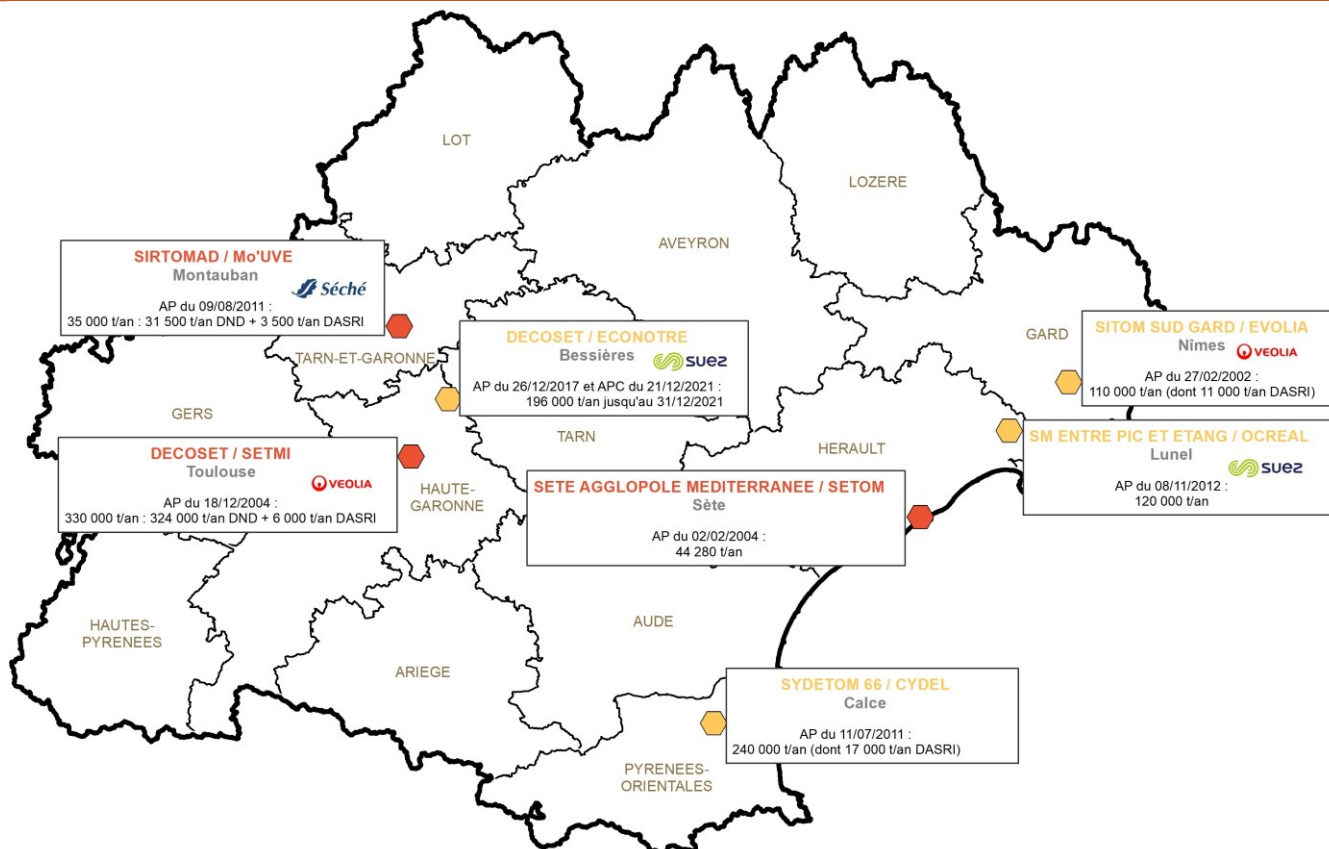 LOT
LOZERE
AVEYRON
SIRTOMAD / Mo'UVE
Montauban
Séché
AP du 09/08/2011 :
35 000 t/an : 31 500 t/an DND + 3 500 t/an DASRI
TARN-ET-GARONNE
DECOSET / ECONOTRE
Bessières
suez
AP du 26/12/2017 et APC du 21/12/2021 :
196 000 t/an jusqu'au 31/12/2021
GARD
SITOM SUD GARD / EVOLIA
Nîmes
VEOLIA
AP du 27/02/2002 :
110 000 t/an (dont 11 000 t/an DASRI)
GERS
TARN
HERAULT
SM ENTRE PIC ET ETANG / OCREAL
Lunel
suez
AP du 08/11/2012 :
120 000 t/an
DECOSET / SETMI
Toulouse
VEOLIA
AP du 18/12/2004 :
330 000 t/an : 324 000 t/an DND + 6 000 t/an DASRI
HAUTE-
GARONNE
SETE AGGLOPOLE MEDITERRANEE / SETOM
Sète
AP du 02/02/2004 :
44 280 t/an
HAUTES-
PYRENEES
ARIEGE
AUDE
SYDETOM 66 / CYDEL
Calce
AP du 11/07/2011 :
240 000 t/an (dont 17 000 t/an DASRI)
PYRENEES-
ORIENTALES